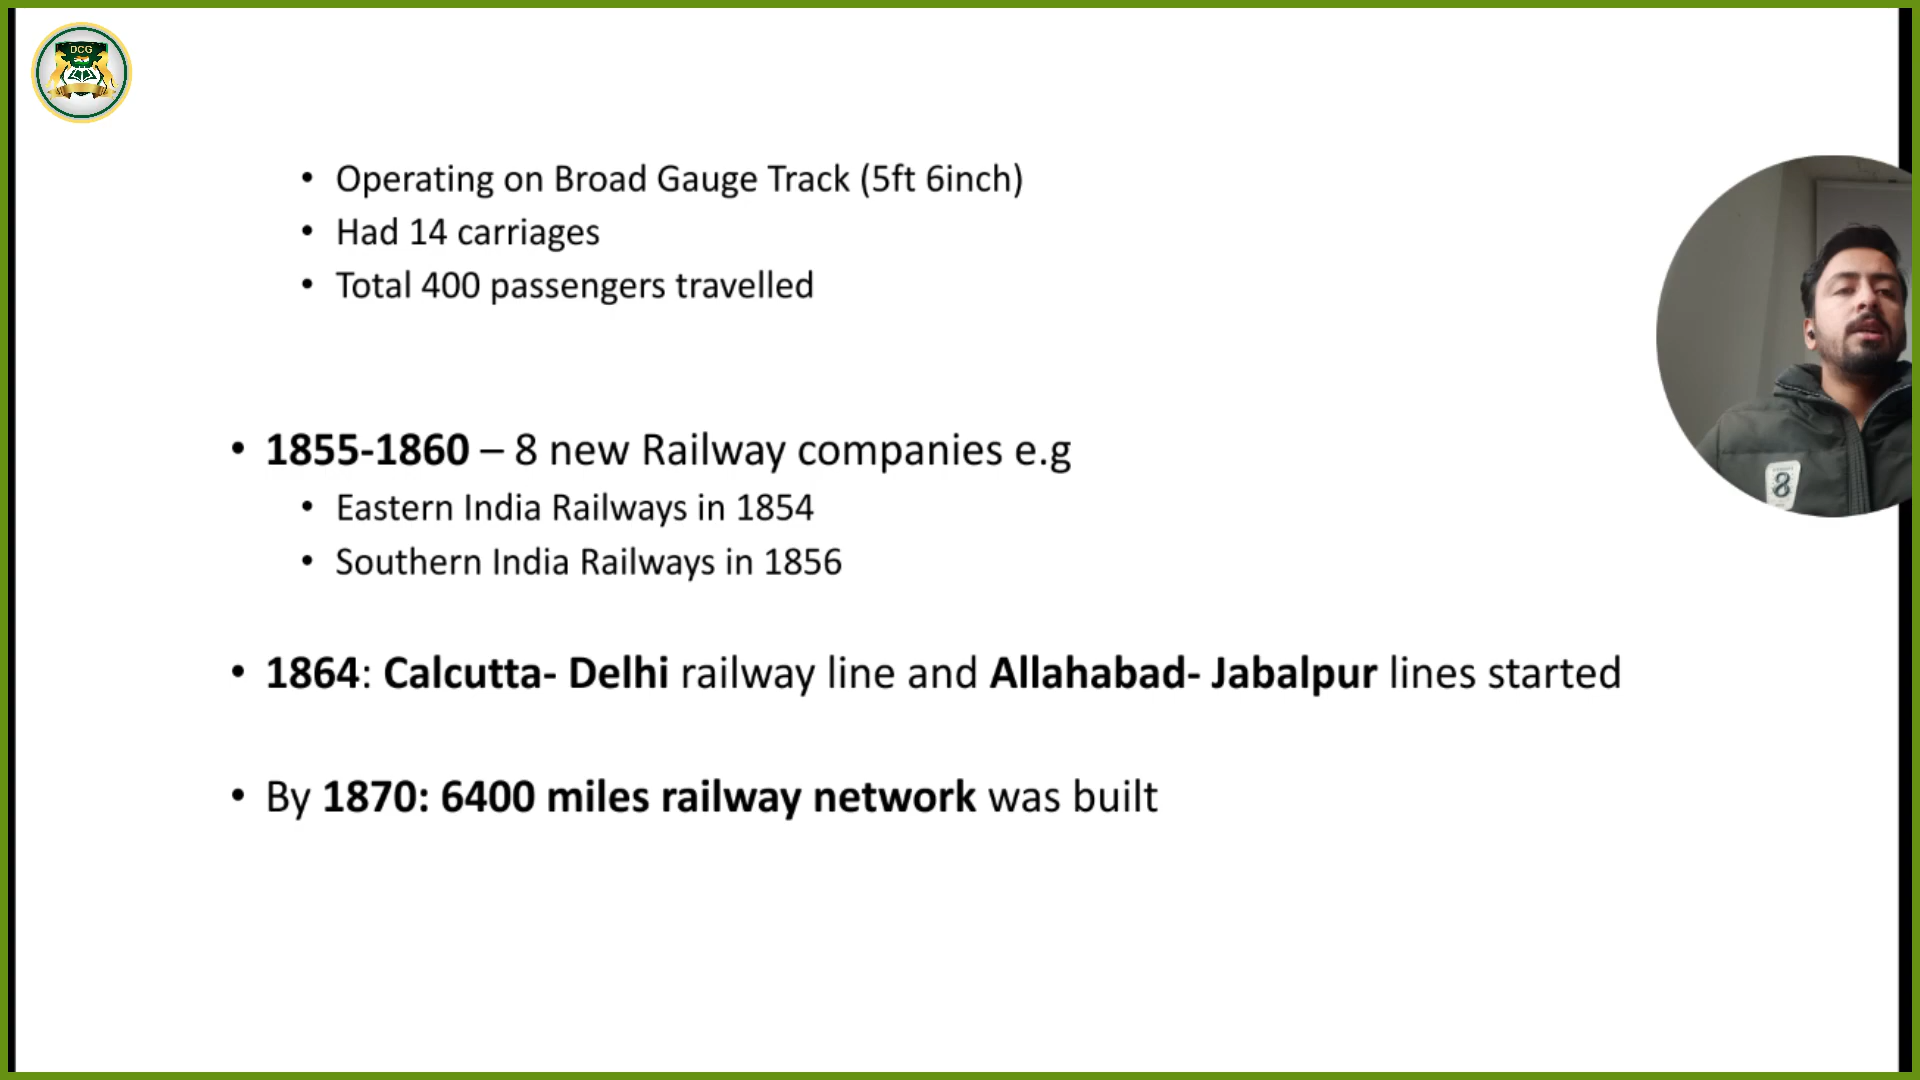 DCG
• Operating on Broad Gauge Track (5ft 6inch)
• Had 14 carriages
• Total 400 passengers travelled
• 1855-1860 – 8 new Railway companies e.g
• Eastern India Railways in 1854
• Southern India Railways in 1856
• 1864: Calcutta- Delhi railway line and Allahabad- Jabalpur lines started
• By 1870: 6400 miles railway network was built
8